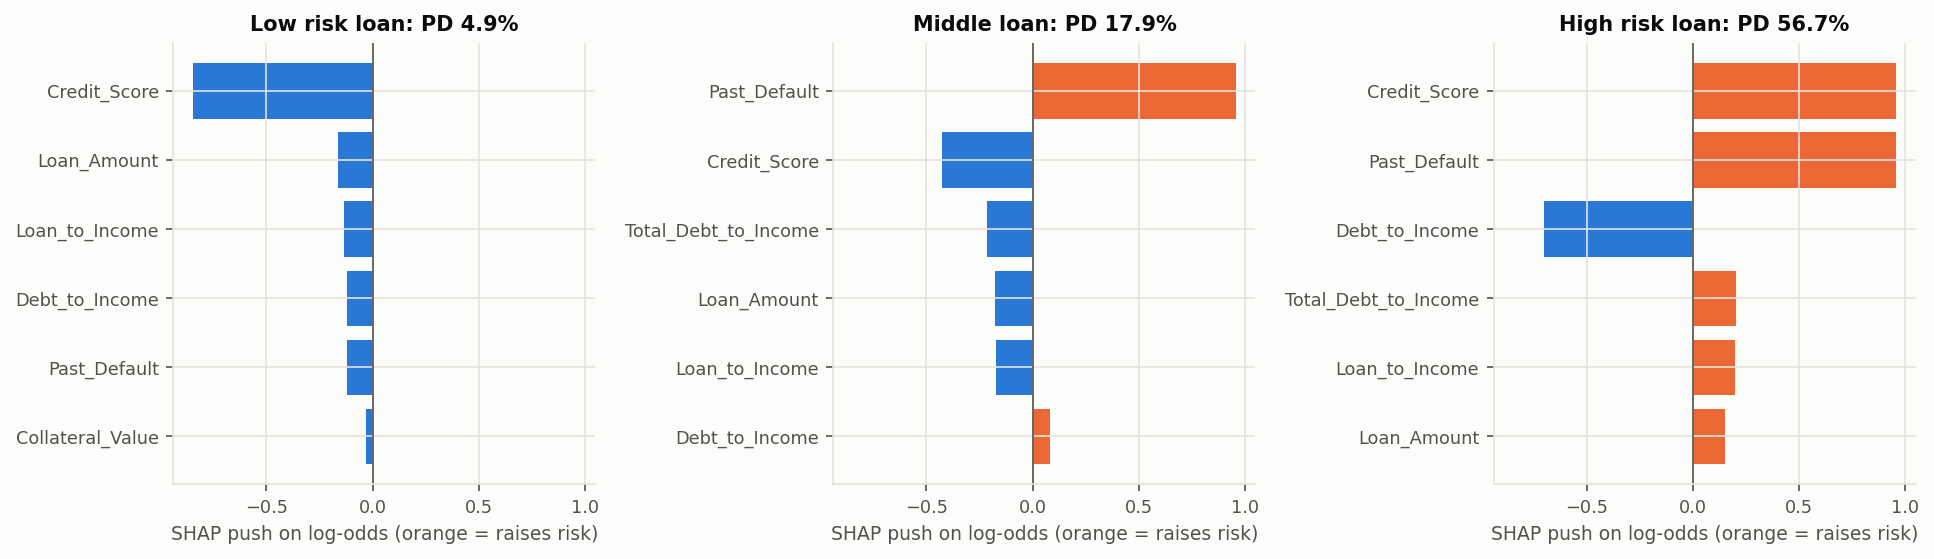 Low risk loan: PD 4.9%
Credit_Score
Loan_Amount
Loan_to_Income
Debt_to_Income
Past_Default
Collateral_Value
−0.5 0.0 0.5 1.0
SHAP push on log-odds (orange = raises risk)
Middle loan: PD 17.9%
Past_Default
Credit_Score
Total_Debt_to_Income
Loan_Amount
Loan_to_Income
Debt_to_Income
−0.5 0.0 0.5 1.0
SHAP push on log-odds (orange = raises risk)
High risk loan: PD 56.7%
Credit_Score
Past_Default
Debt_to_Income
Total_Debt_to_Income
Loan_to_Income
Loan_Amount
−0.5 0.0 0.5 1.0
SHAP push on log-odds (orange = raises risk)